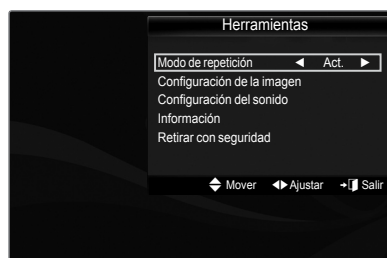 Herramientas
Modo de repetición ◀ Act. ▶
Configuración de la imagen
Configuración del sonido
Información
Retirar con seguridad
Mover Ajustar Salir